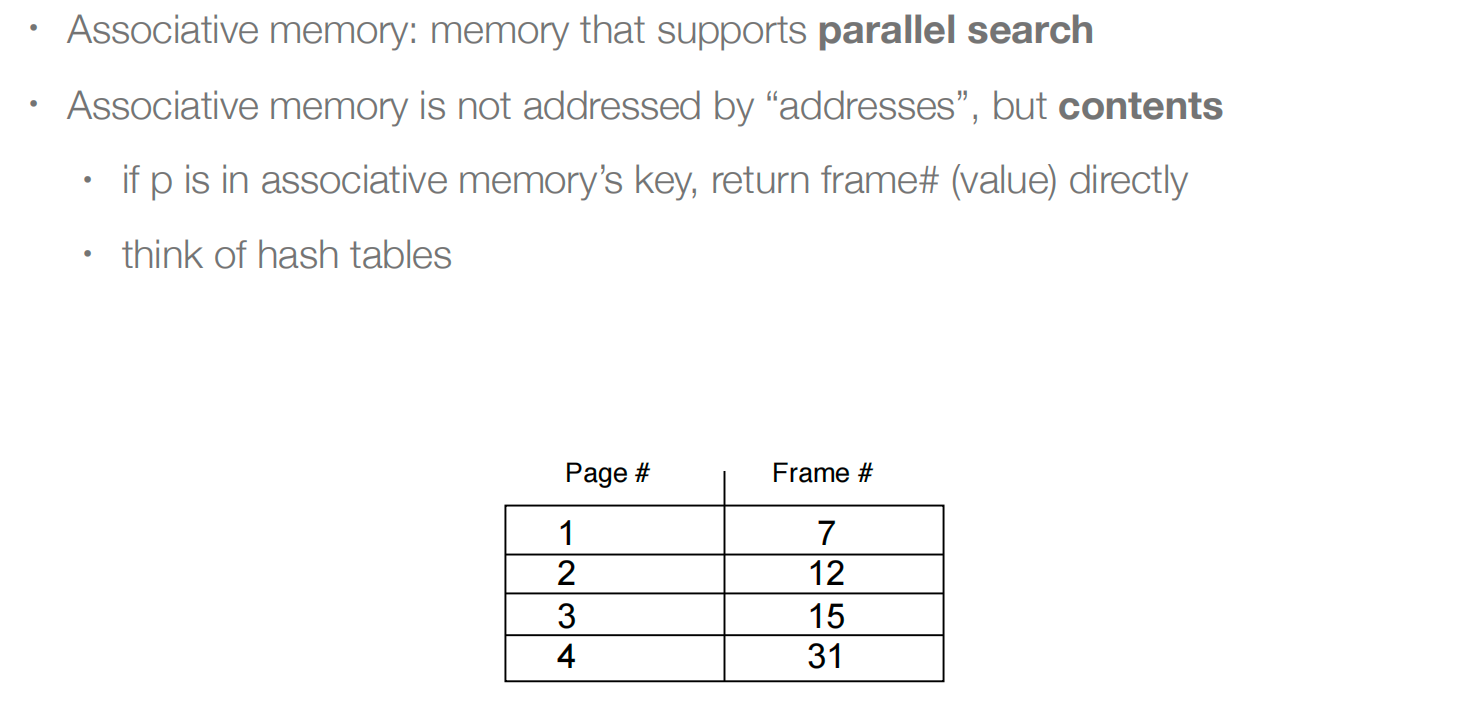 • Associative memory: memory that supports parallel search
• Associative memory is not addressed by “addresses”, but contents
• if p is in associative memory’s key, return frame# (value) directly
• think of hash tables
Page # Frame #
1 7
2 12
3 15
4 31